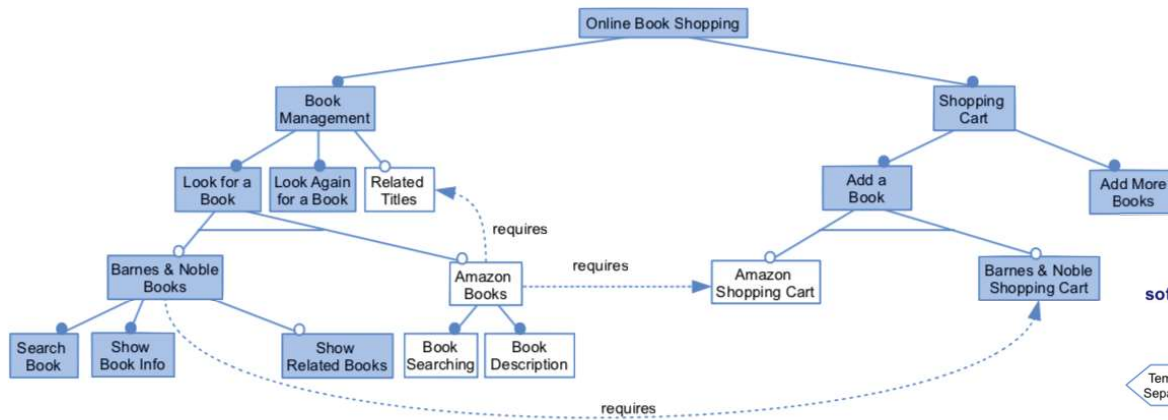 Online Book Shopping
Book
Management
Shopping
Cart
Look for a
Book
Look Again
for a Book
Related
Titles
Add a
Book
Add More
Books
requires
requires
Barnes & Noble
Books
Amazon
Books
Amazon
Shopping Cart
Barnes & Noble
Shopping Cart
Search
Book
Show
Book Info
Show
Related Books
Book
Searching
Book
Description
requires